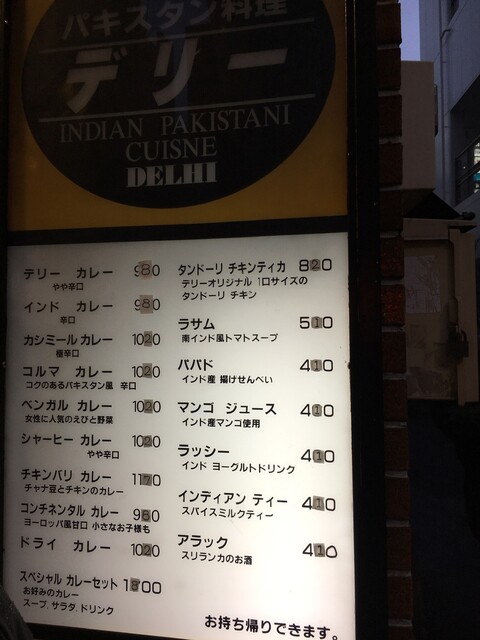 パキスタン料理
デリー
INDIAN PAKISTANI
CUISNE
DELHI
デリー カレー 980
やや辛口
インド カレー 980
辛口
カシミール カレー 1020
極辛口
コルマ カレー 1020
コクのあるパキスタン風 辛口
ベンガル カレー 1020
女性に人気のえびと野菜
シャーヒー カレー 1020
やや辛口
チキンバリ カレー 1170
チャナ豆とチキンのカレー
コンチネンタル カレー 980
ヨーロッパ風甘口 小さなお子様も
ドライ カレー 1020
スペシャル カレーセット 1800
お好みのカレー
スープ、サラダ、ドリンク
タンドーリ チキンティカ 820
デリーオリジナル 1口サイズの
タンドーリ チキン
ラサム 510
南インド風トマトスープ
パパド 410
インド産 揚げせんべい
マンゴ ジュース 410
インド産マンゴ使用
ラッシー 410
インド ヨーグルトドリンク
インディアン ティー 410
スパイスミルクティー
アラック 410
スリランカのお酒
お持ち帰りできます。